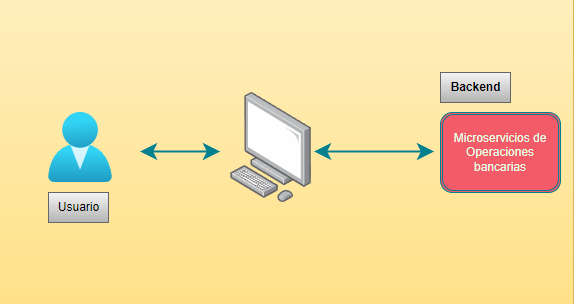 Backend
Microservicios de
Operaciones
bancarias
Usuario